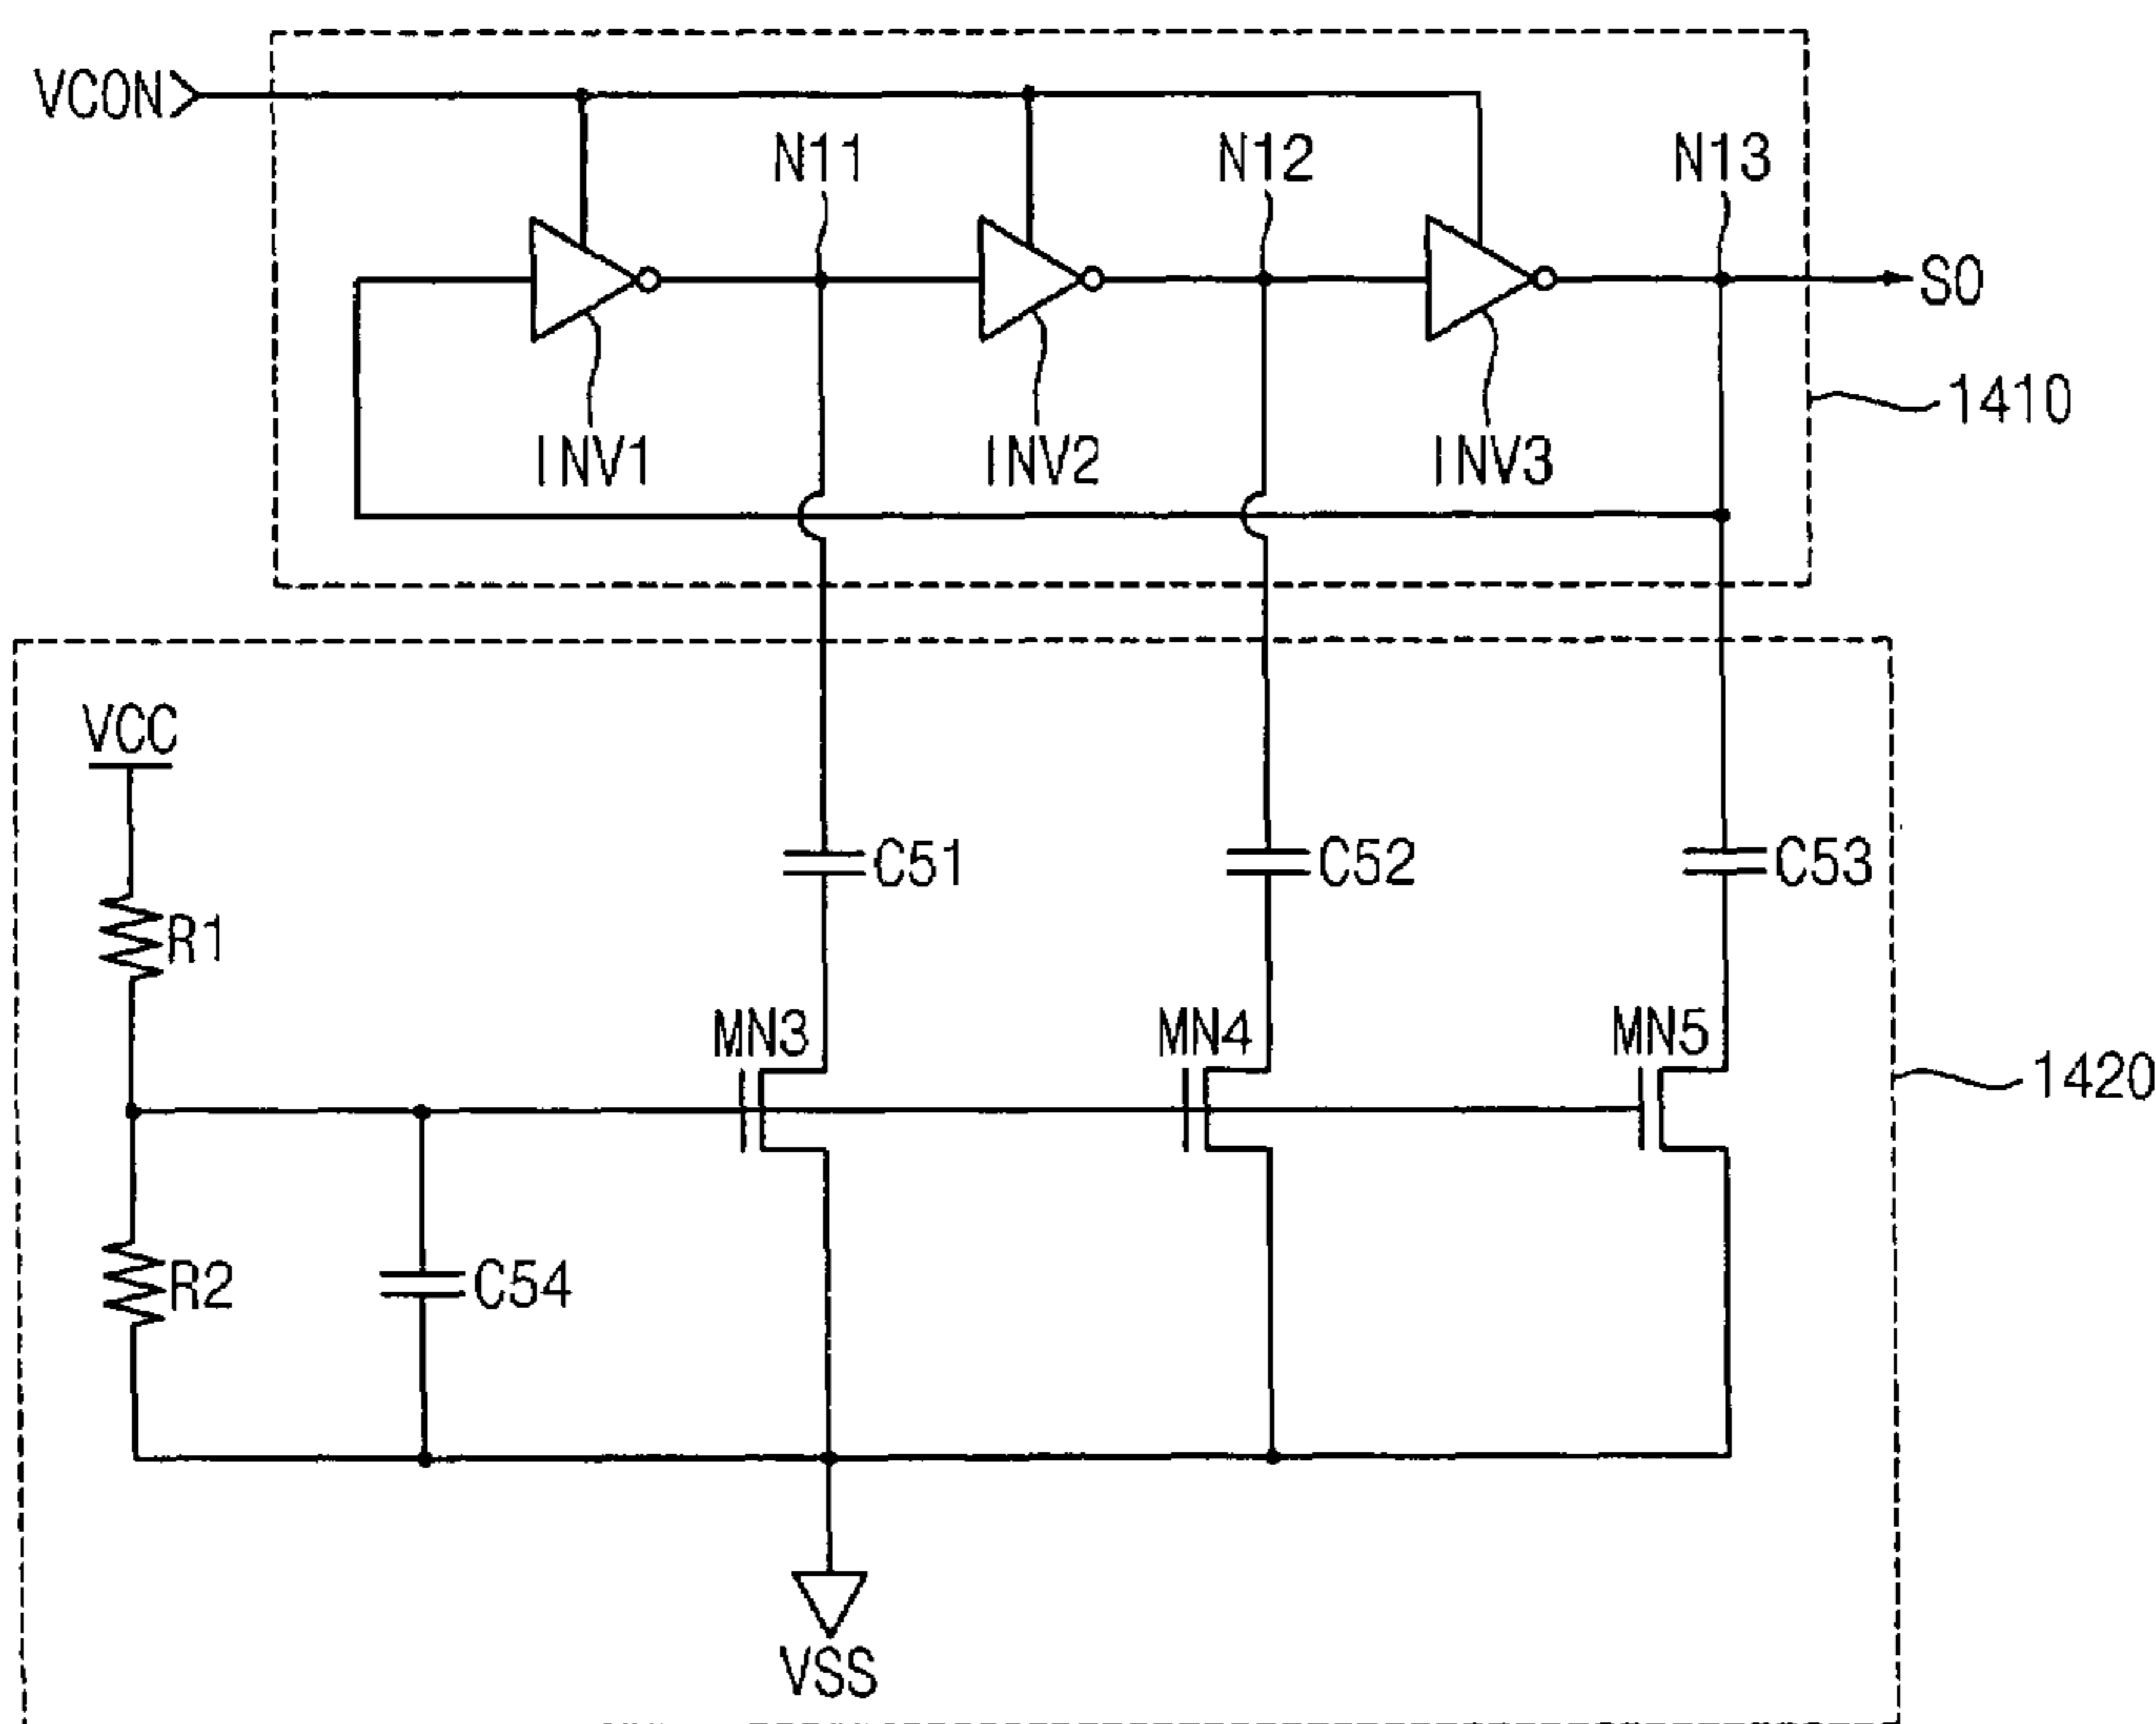 VCON
N11
N12
N13
SO
1410
INV1
INV2
INV3
VCC
C51
C52
C53
R1
MN3
MN4
MN5
1420
R2
C54
VSS